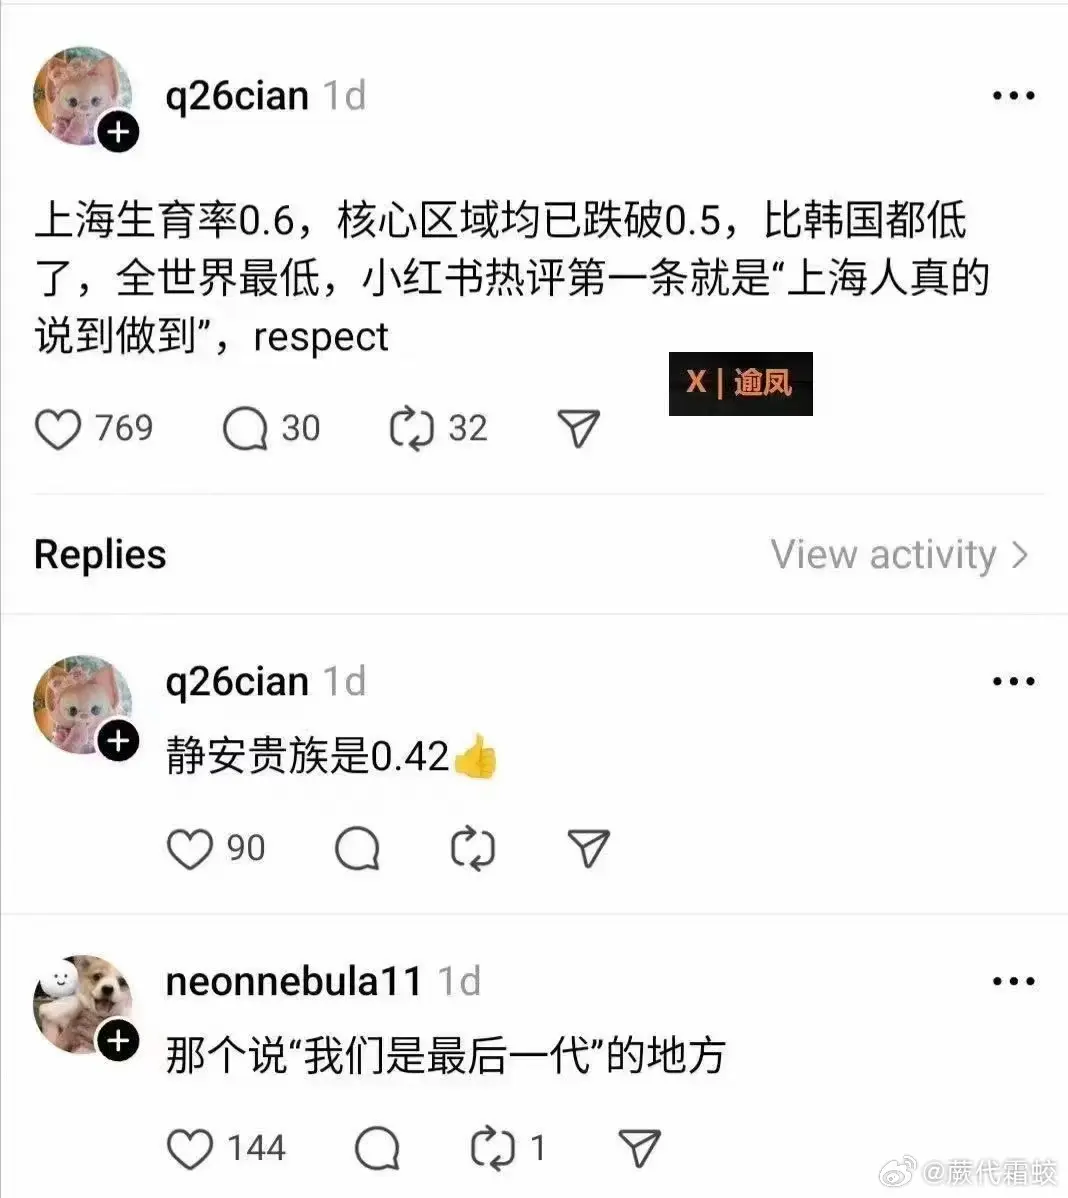 q26cian 1d
上海生育率0.6，核心区域均已跌破0.5，比韩国都低
了，全世界最低，小红书热评第一条就是“上海人真的
说到做到”，respect
X | 逾凤
769 30 32
Replies View activity
q26cian 1d
静安贵族是0.42👍
90
neonnebula11 1d
那个说“我们是最后一代”的地方
144 1
@蕨代霜蛟